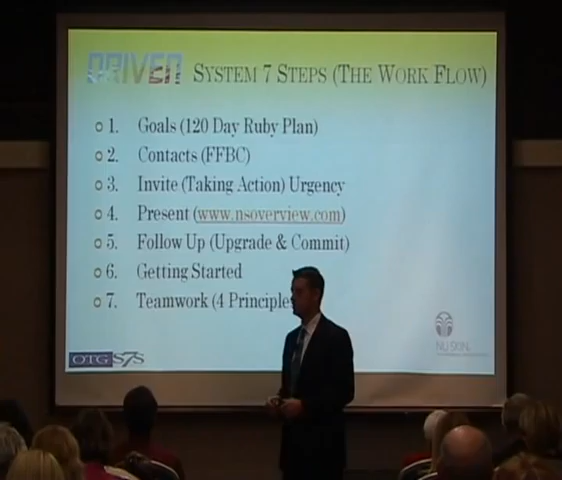 DRIVEN SYSTEM 7 STEPS (THE WORK FLOW)
1. Goals (120 Day Ruby Plan)
2. Contacts (FFBC)
3. Invite (Taking Action) Urgency
4. Present (www.nsoverview.com)
5. Follow Up (Upgrade & Commit)
6. Getting Started
7. Teamwork (4 Principles
OTG S7S
NU SKIN